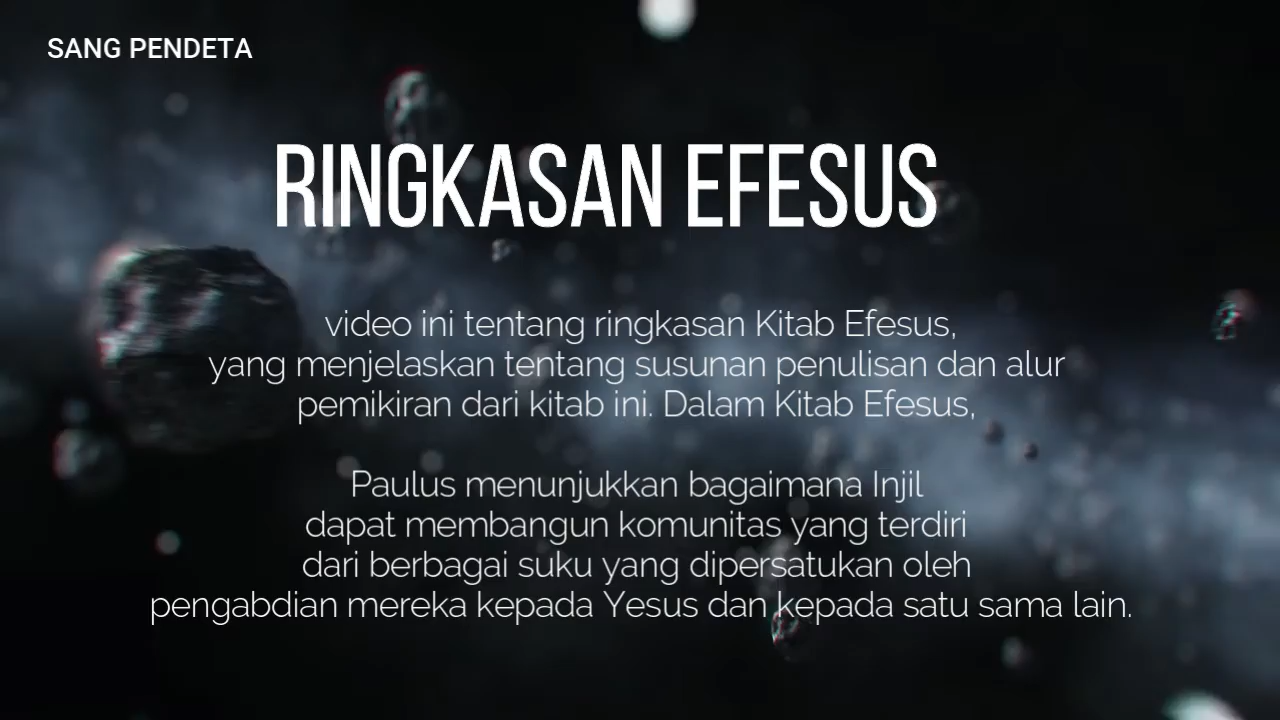 SANG PENDETA
RINGKASAN EFESUS
video ini tentang ringkasan Kitab Efesus,
yang menjelaskan tentang susunan penulisan dan alur
pemikiran dari kitab ini. Dalam Kitab Efesus,
Paulus menunjukkan bagaimana Injil
dapat membangun komunitas yang terdiri
dari berbagai suku yang dipersatukan oleh
pengabdian mereka kepada Yesus dan kepada satu sama lain.